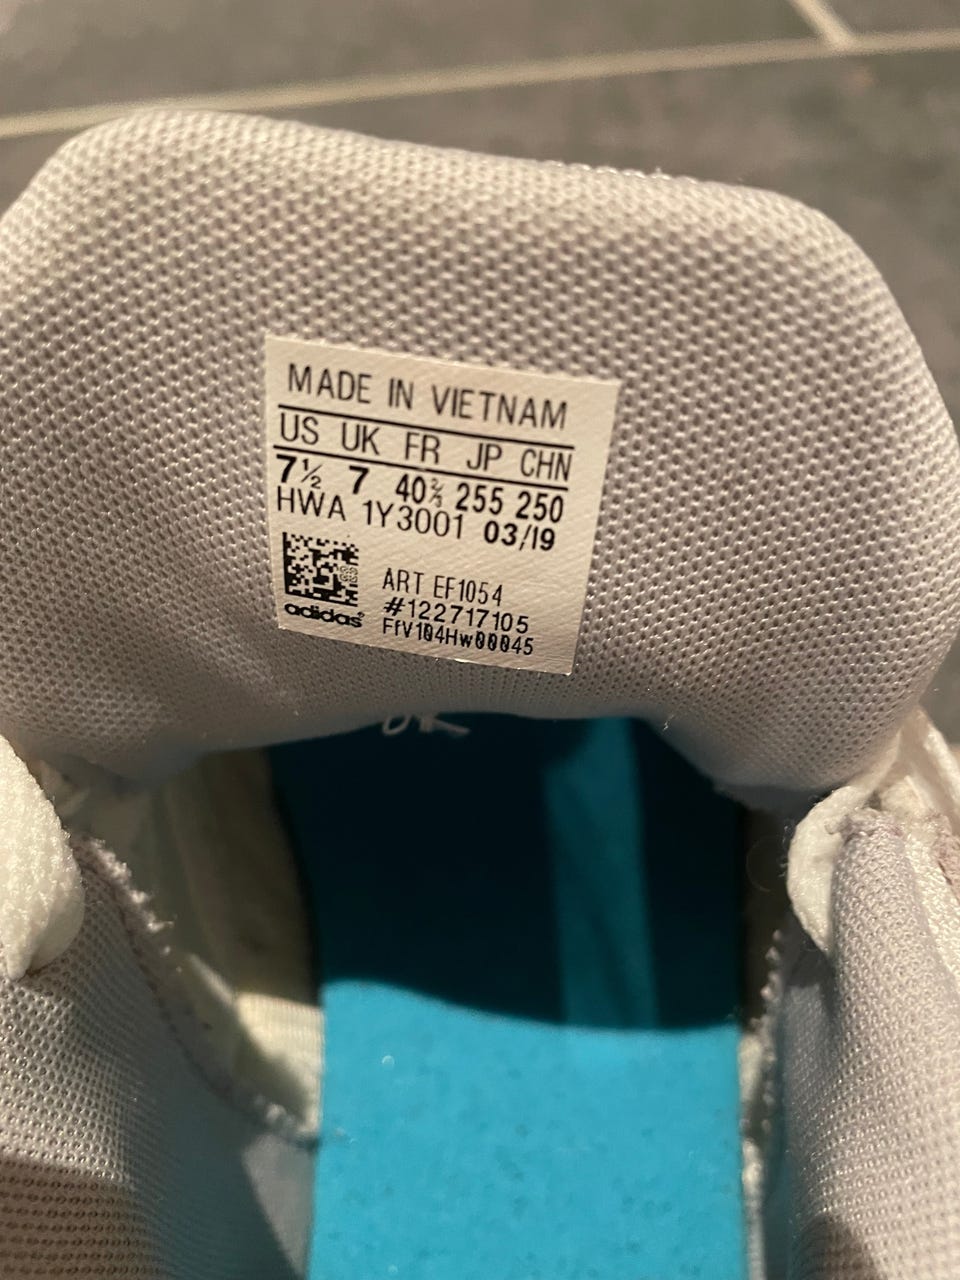 MADE IN VIETNAM
US UK FR JP CHN
7½ 7 40⅔ 255 250
HWA 1Y3001 03/19
ART EF1054
#122717105
FfV104Hw00045
adidas